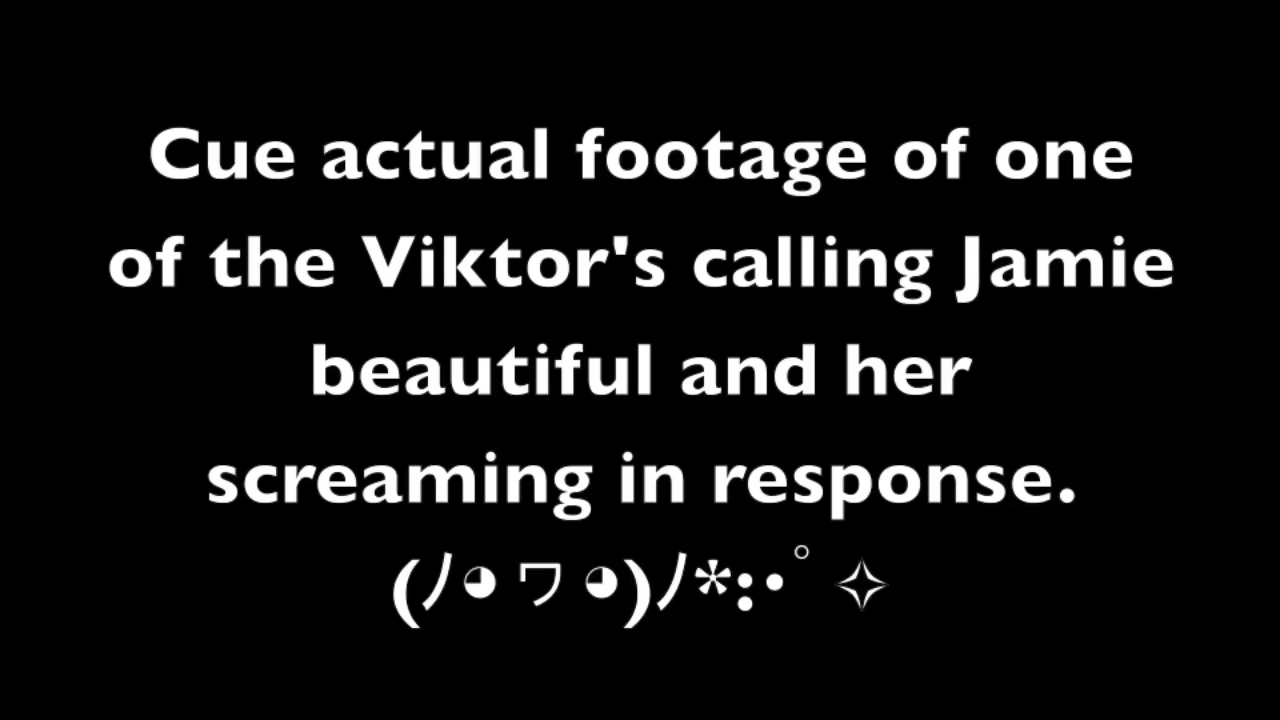 Cue actual footage of one
of the Viktor's calling Jamie
beautiful and her
screaming in response.
(ﾉ◕ヮ◕)ﾉ*:・ﾟ✧